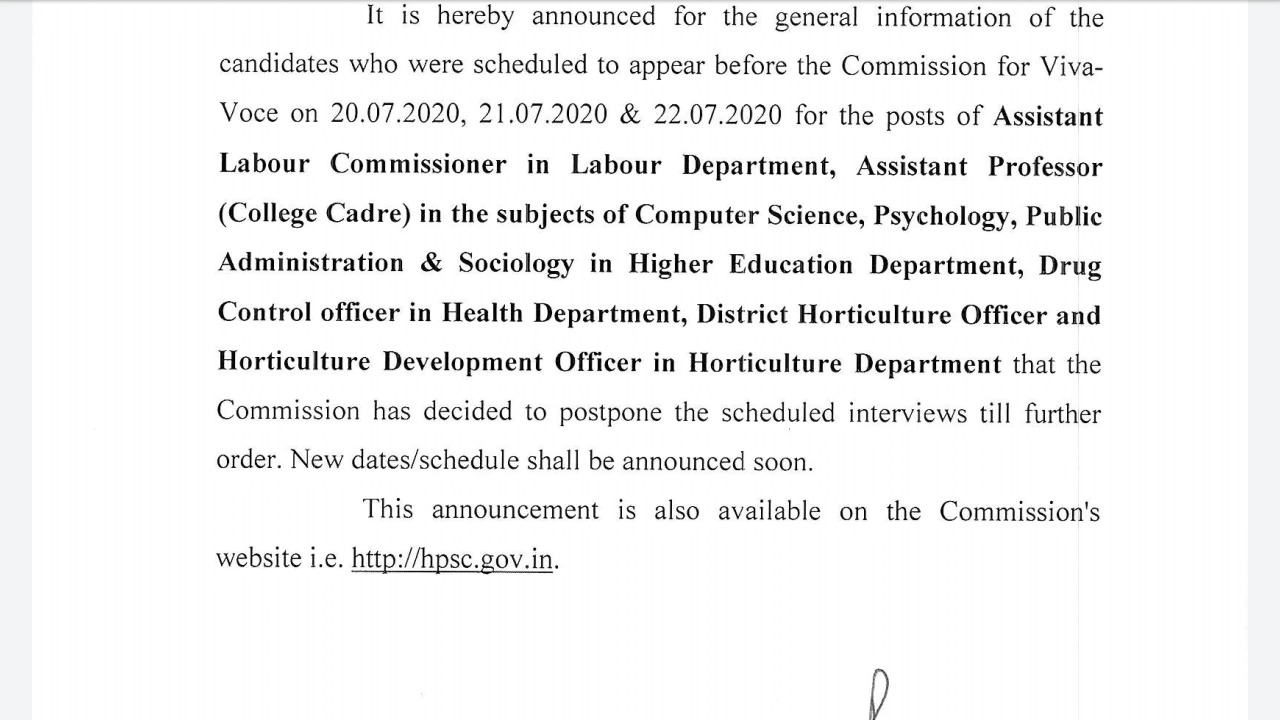 It is hereby announced for the general information of the
candidates who were scheduled to appear before the Commission for Viva-
Voce on 20.07.2020, 21.07.2020 & 22.07.2020 for the posts of Assistant
Labour Commissioner in Labour Department, Assistant Professor
(College Cadre) in the subjects of Computer Science, Psychology, Public
Administration & Sociology in Higher Education Department, Drug
Control officer in Health Department, District Horticulture Officer and
Horticulture Development Officer in Horticulture Department that the
Commission has decided to postpone the scheduled interviews till further
order. New dates/schedule shall be announced soon.
This announcement is also available on the Commission's
website i.e. http://hpsc.gov.in.